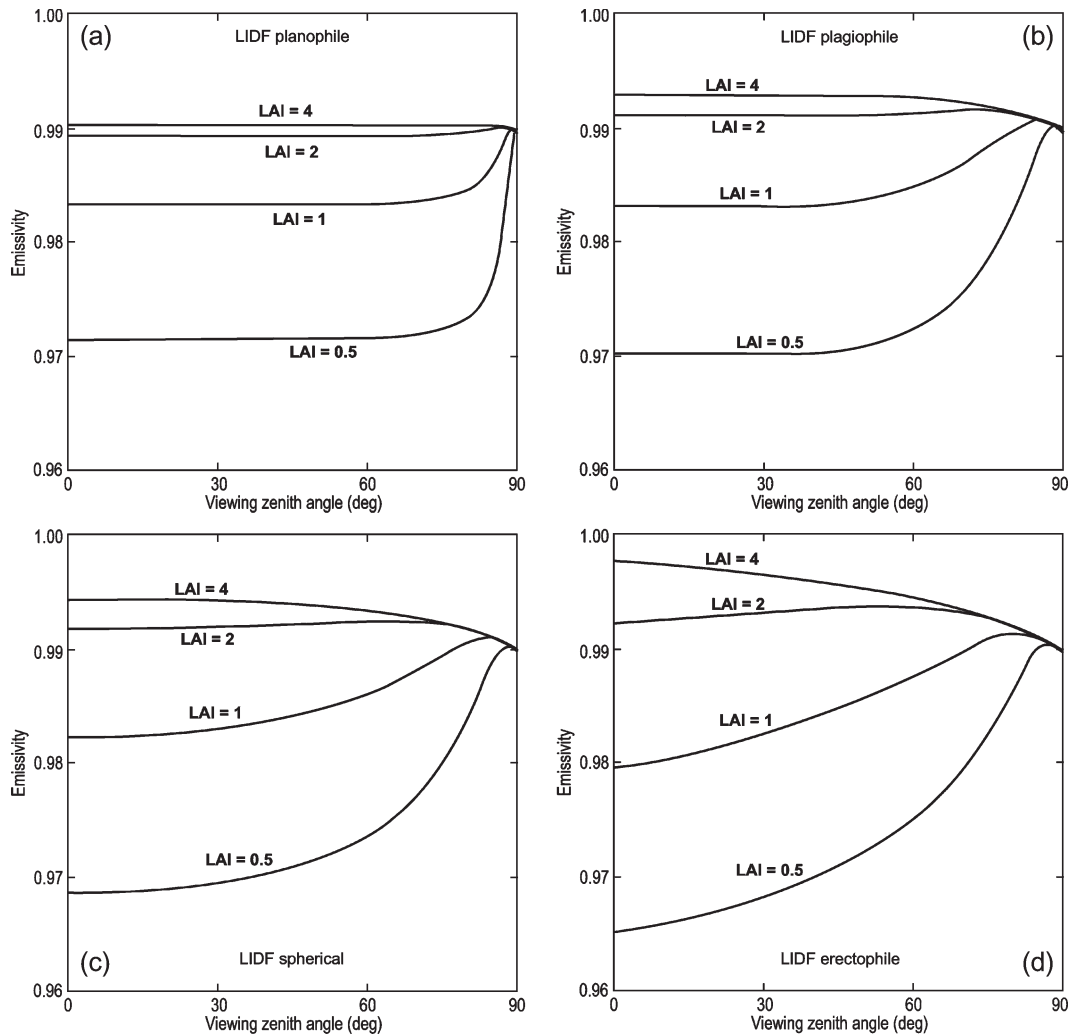 (a)
LIDF planophile
1.00
0.99
0.98
0.97
0.96
Emissivity
LAI = 4
LAI = 2
LAI = 1
LAI = 0.5
0
30
60
90
Viewing zenith angle (deg)
(b)
LIDF plagiophile
1.00
0.99
0.98
0.97
0.96
Emissivity
LAI = 4
LAI = 2
LAI = 1
LAI = 0.5
0
30
60
90
Viewing zenith angle (deg)
1.00
0.99
0.98
0.97
0.96
Emissivity
LAI = 4
LAI = 2
LAI = 1
LAI = 0.5
(c)
LIDF spherical
0
30
60
90
Viewing zenith angle (deg)
1.00
0.99
0.98
0.97
0.96
Emissivity
LAI = 4
LAI = 2
LAI = 1
LAI = 0.5
LIDF erectophile
(d)
0
30
60
90
Viewing zenith angle (deg)